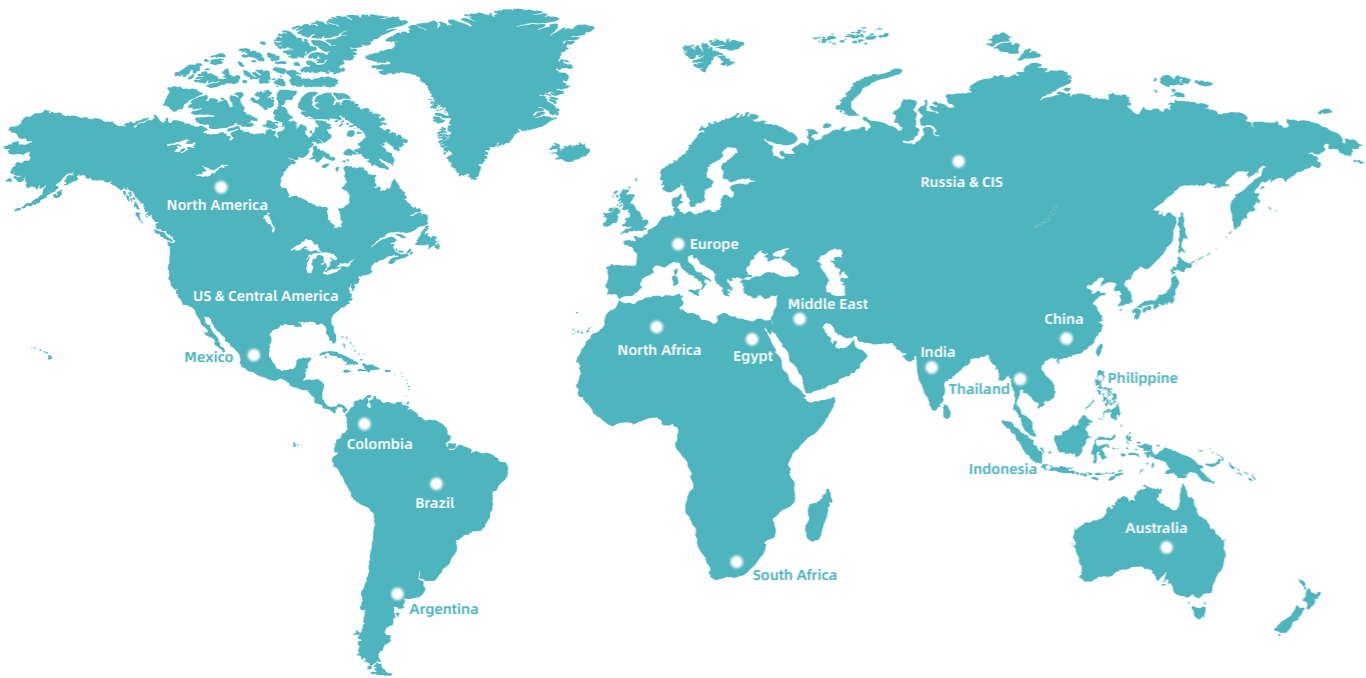 Russia & CIS
North America
Europe
US & Central America
Middle East
China
North Africa
Egypt
India
Mexico
Philippine
Thailand
Colombia
Indonesia
Brazil
Australia
South Africa
Argentina